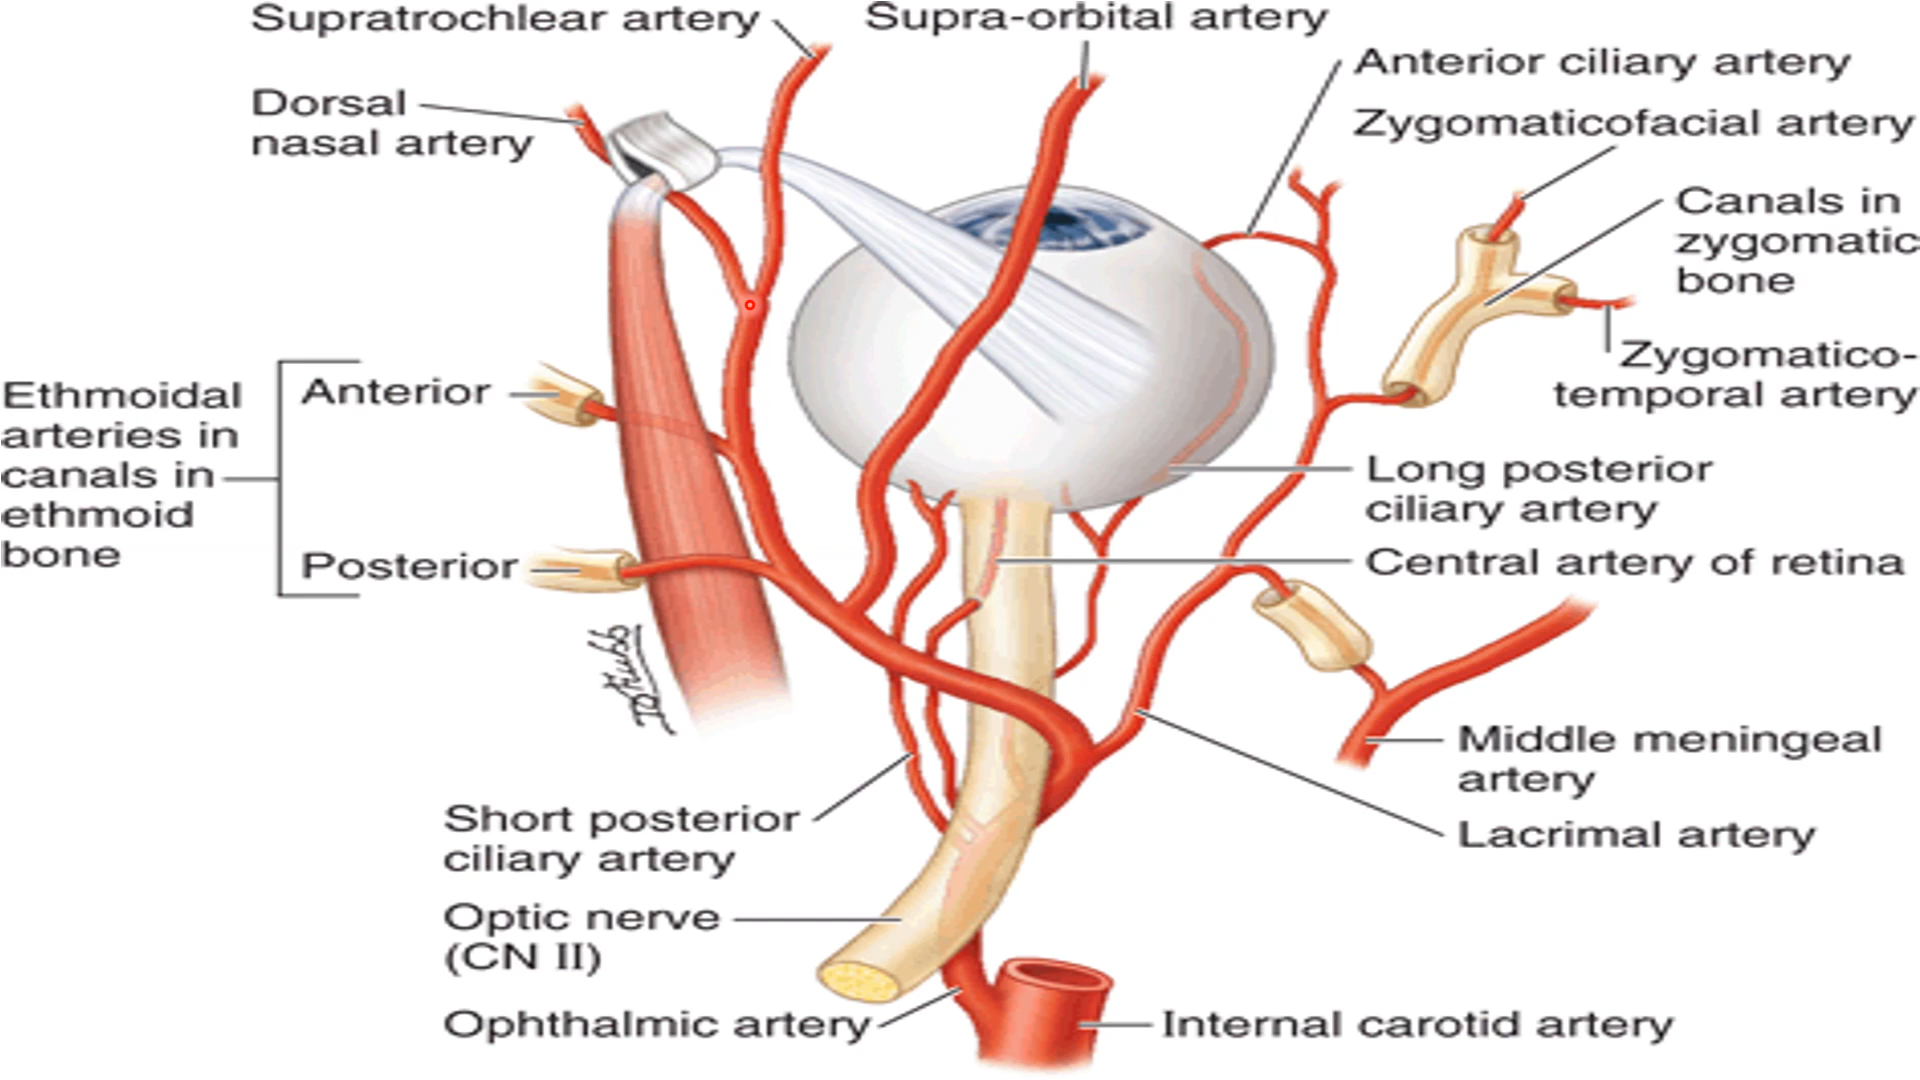 Supratrochlear artery
Supra-orbital artery
Anterior ciliary artery
Dorsal
nasal artery
Zygomaticofacial artery
Canals in
zygomatic
bone
Zygomatico-
temporal artery
Ethmoidal
arteries in
canals in
ethmoid
bone
Anterior
Posterior
Long posterior
ciliary artery
Central artery of retina
Middle meningeal
artery
Lacrimal artery
Short posterior
ciliary artery
Optic nerve
(CN II)
Ophthalmic artery
Internal carotid artery